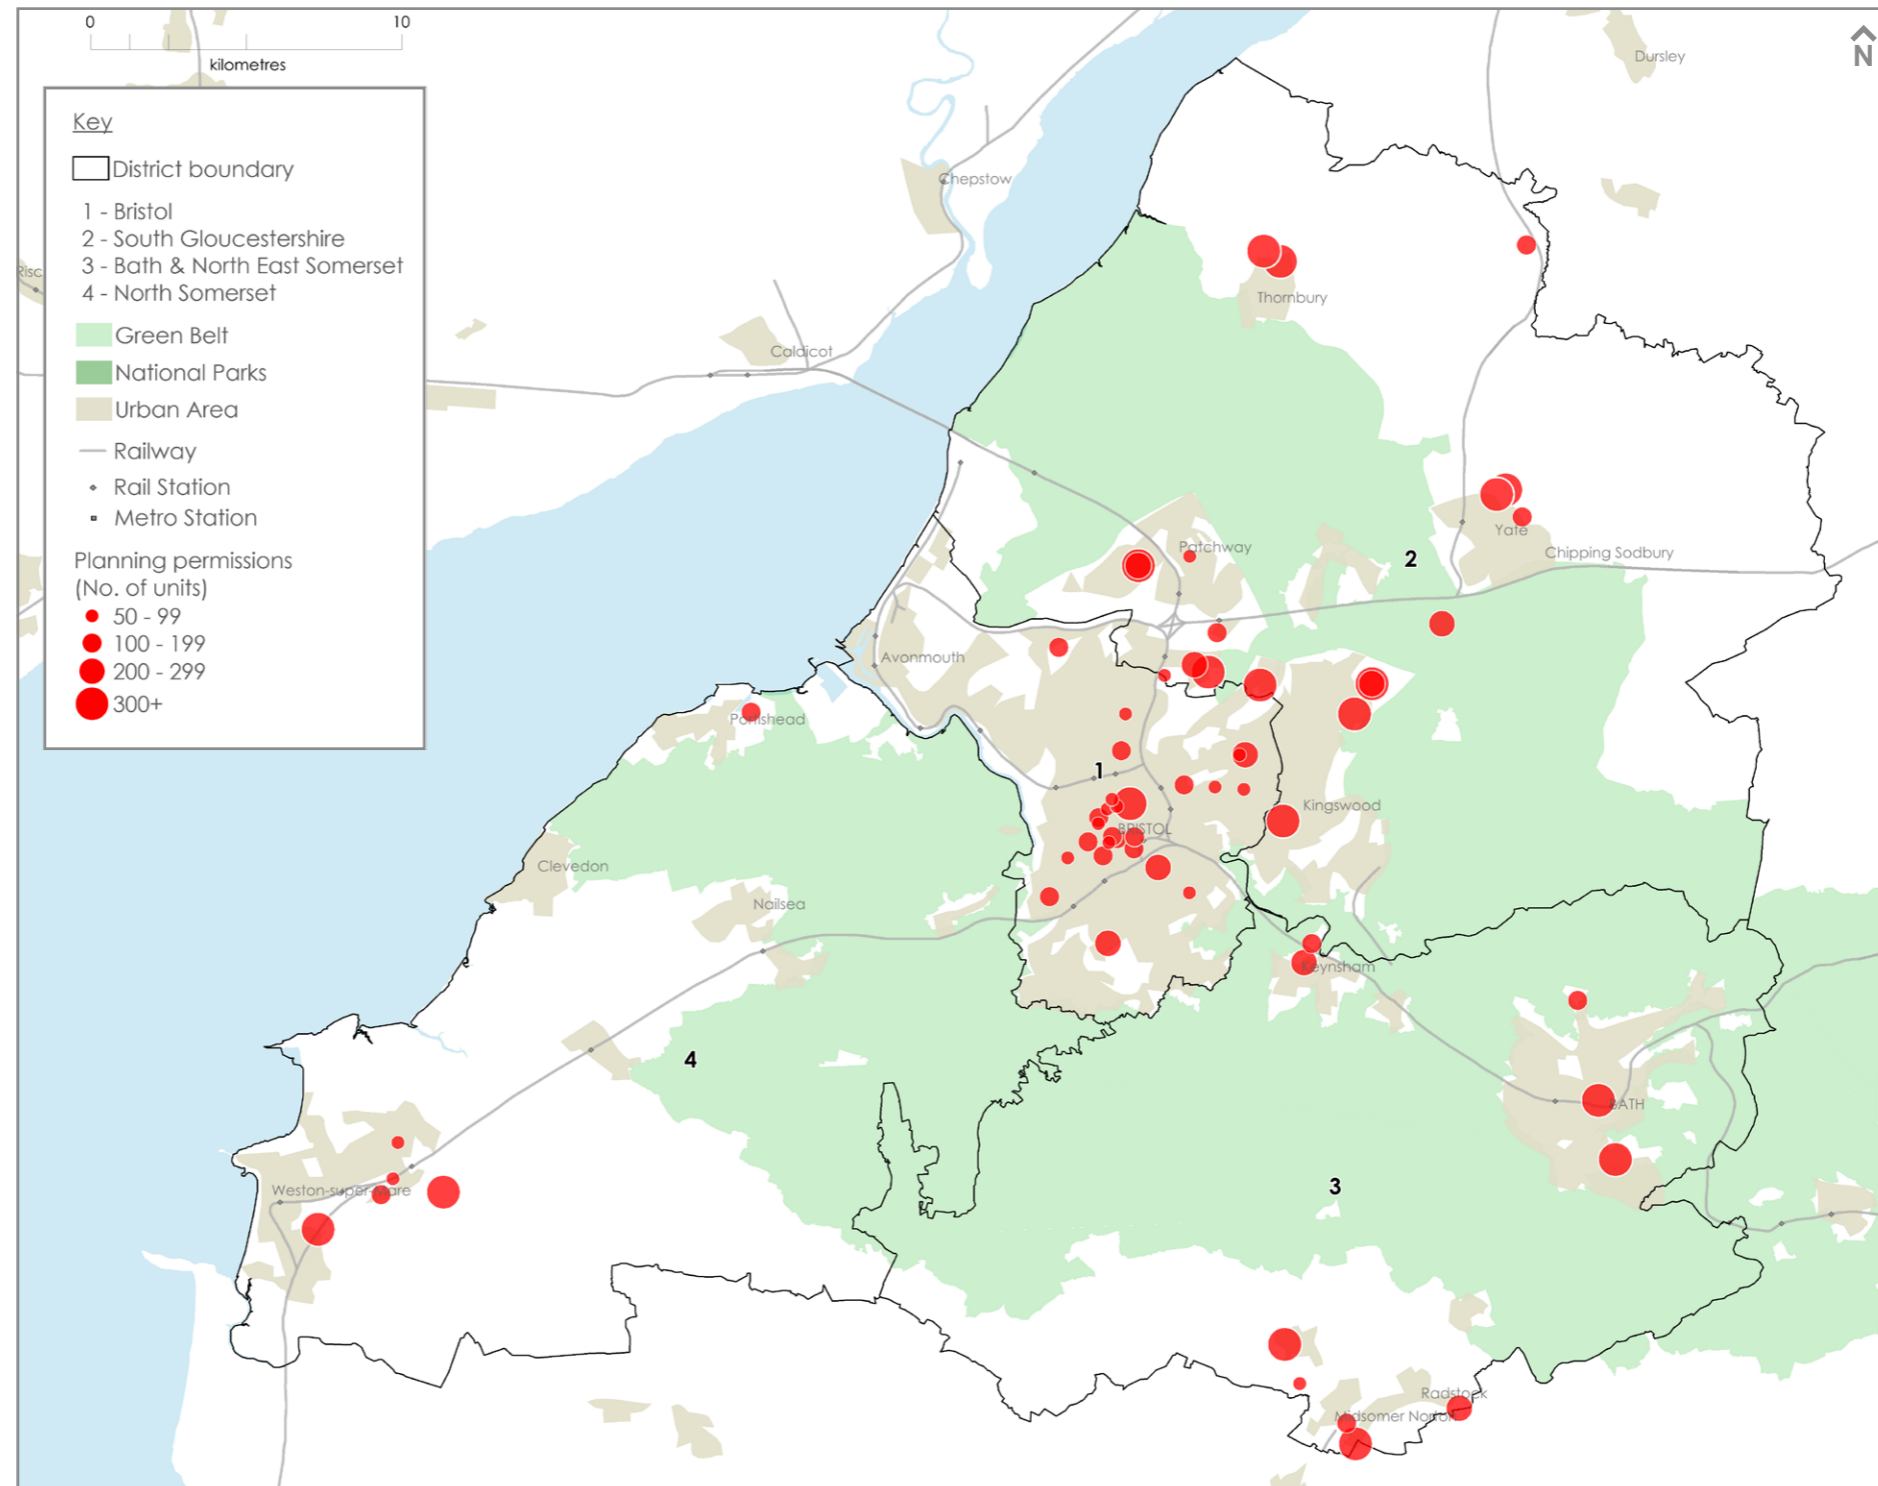 0 10
kilometres
N
Key
District boundary
1 - Bristol
2 - South Gloucestershire
3 - Bath & North East Somerset
4 - North Somerset
Green Belt
National Parks
Urban Area
Railway
Rail Station
Metro Station
Planning permissions
(No. of units)
50 - 99
100 - 199
200 - 299
300+
Dursley
Chepstow
Risc
Thornbury
Caldicot
Yate
Patchway
Chipping Sodbury
2
Avonmouth
Portishead
1
Kingswood
BRISTOL
Clevedon
Nailsea
Keynsham
4
BATH
3
Weston-super-Mare
Radstock
Midsomer Norton